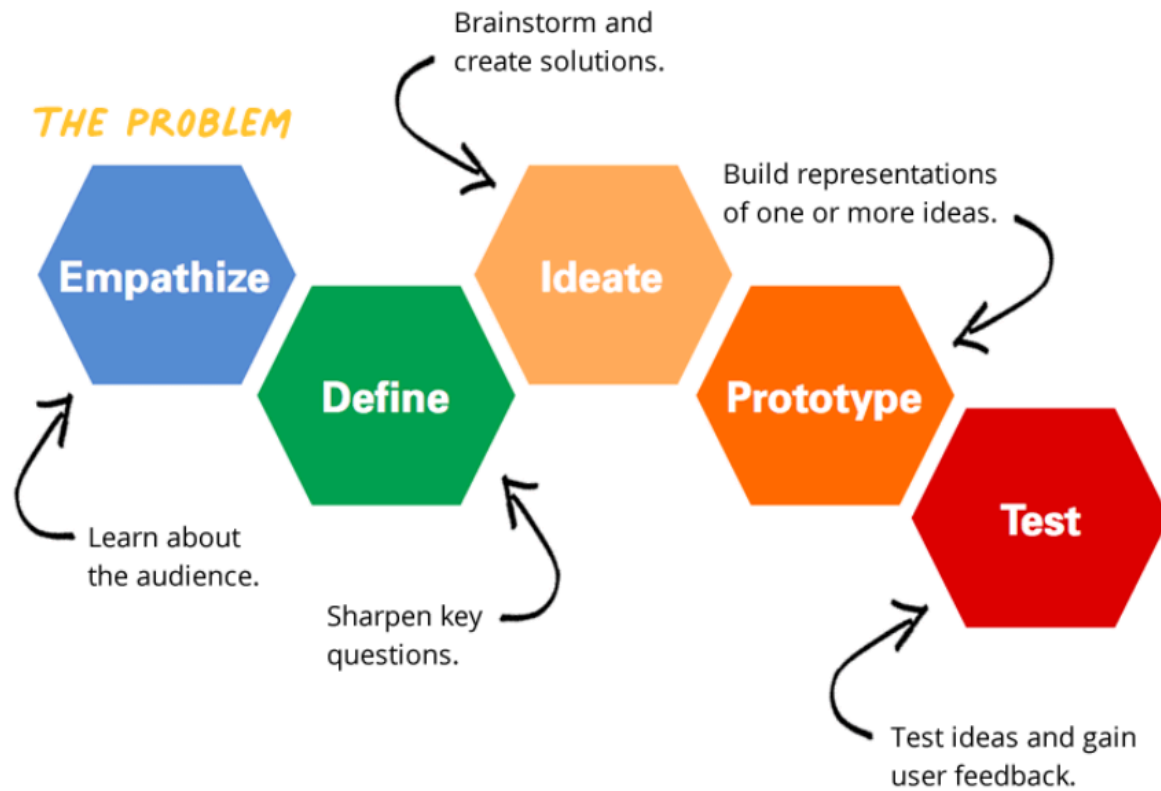 THE PROBLEM
Empathize
Learn about
the audience.
Define
Sharpen key
questions.
Brainstorm and
create solutions.
Ideate
Build representations
of one or more ideas.
Prototype
Test
Test ideas and gain
user feedback.